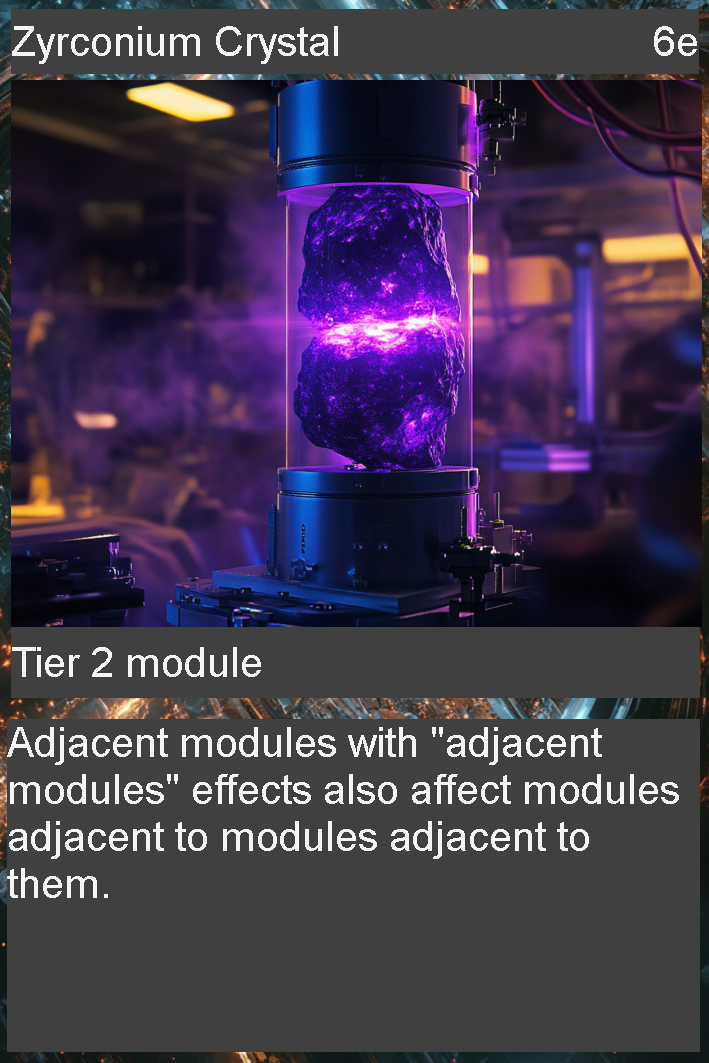 Zyrconium Crystal 6e
Tier 2 module
Adjacent modules with "adjacent
modules" effects also affect modules
adjacent to modules adjacent to
them.